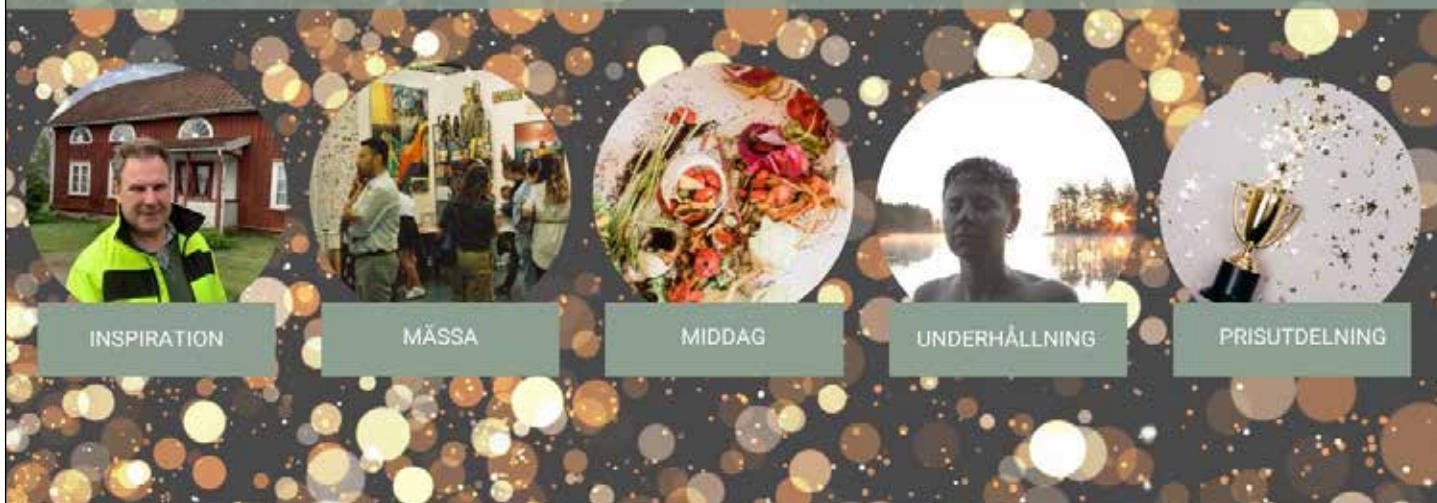 INSPIRATION
MÄSSA
MIDDAG
UNDERHÅLLNING
PRISUTDELNING